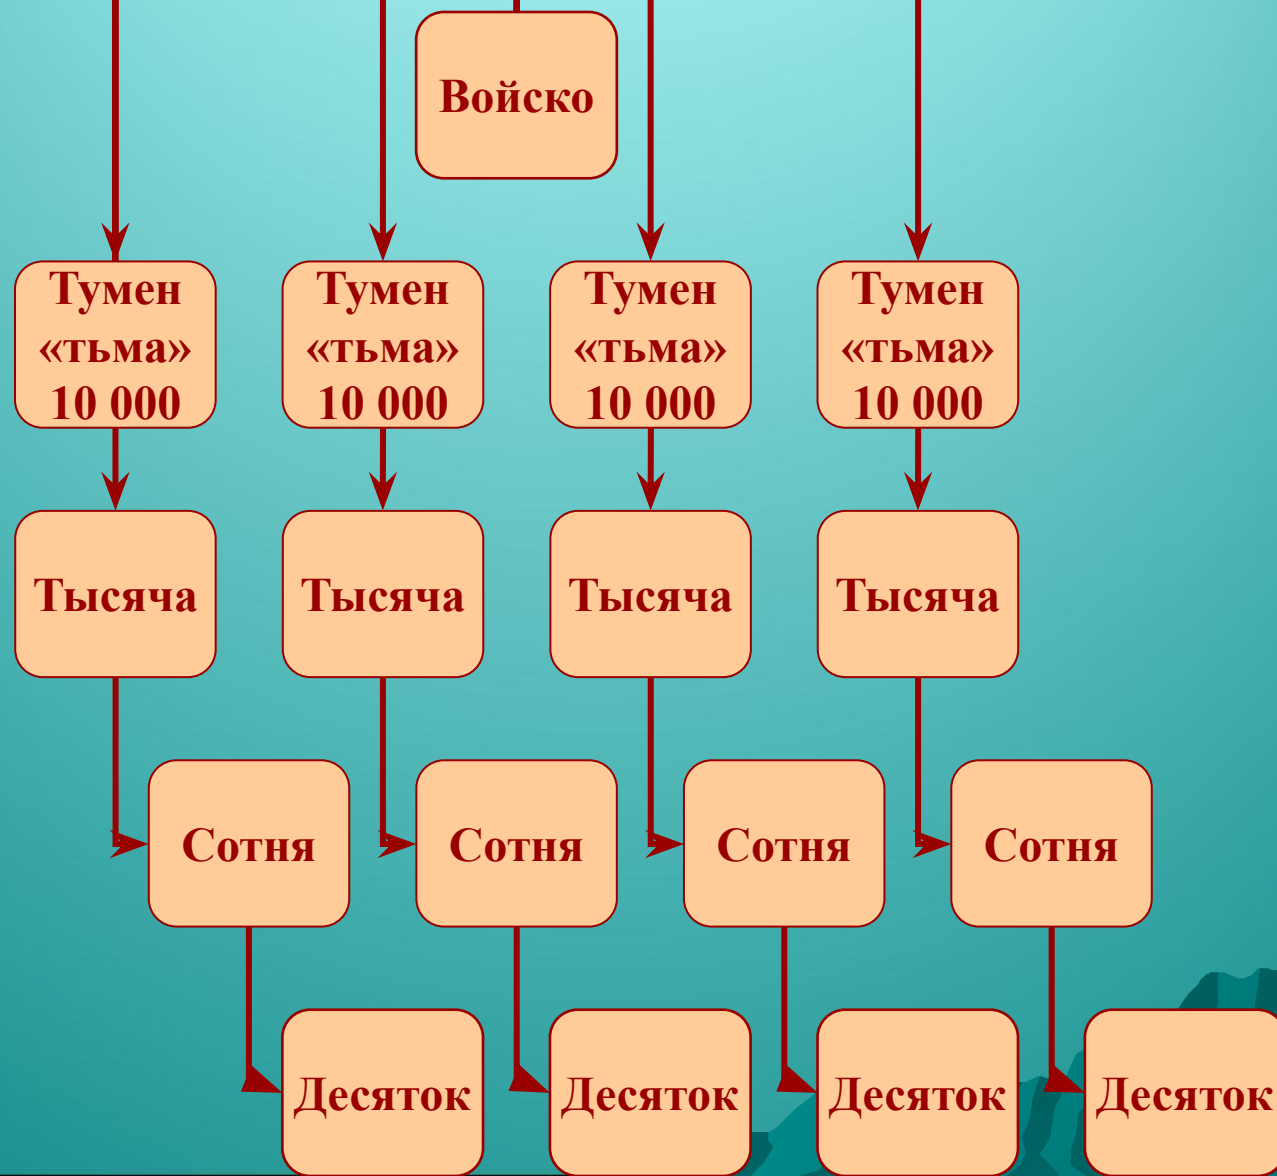 Войско
Тумен
«тьма»
10 000
Тумен
«тьма»
10 000
Тумен
«тьма»
10 000
Тумен
«тьма»
10 000
Тысяча
Тысяча
Тысяча
Тысяча
Сотня
Сотня
Сотня
Сотня
Десяток
Десяток
Десяток
Десяток